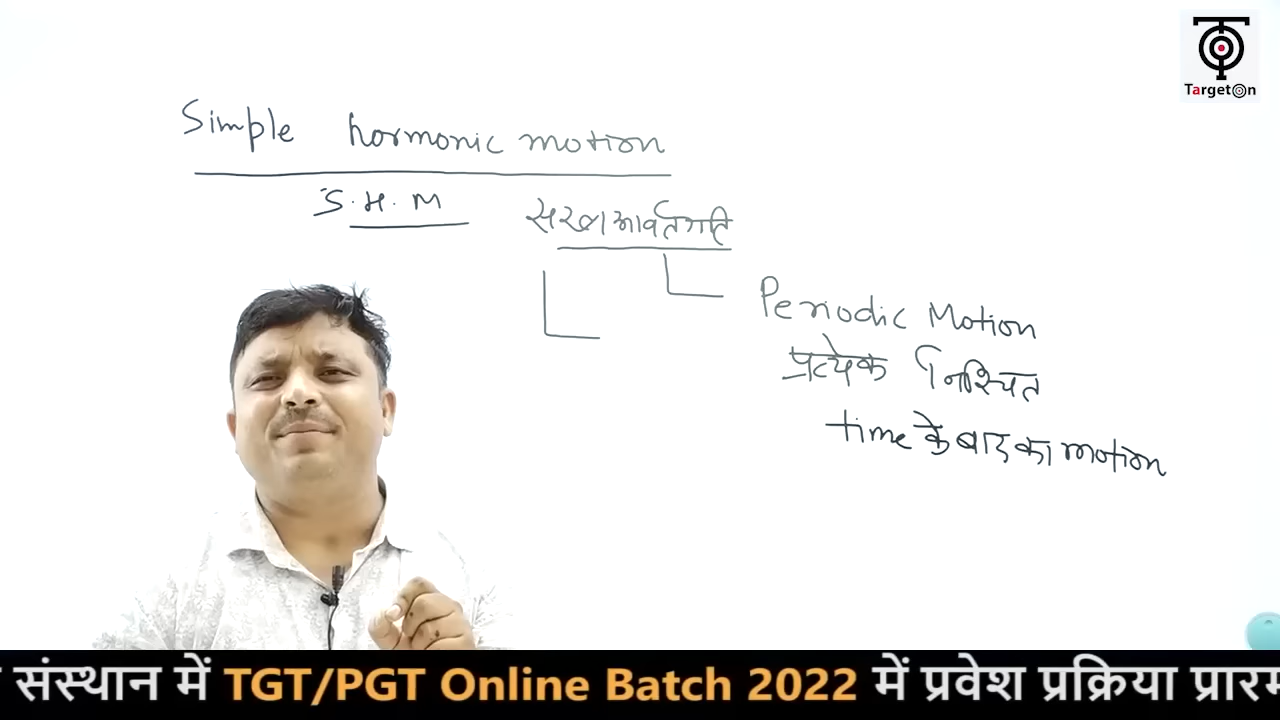 TargetOn
Simple hormonic motion
S.H.M सरल आवर्तगति
Periodic Motion
प्रत्येक निश्चित
time के बाद का motion
संस्थान में TGT/PGT Online Batch 2022 में प्रवेश प्रक्रिया प्रारम